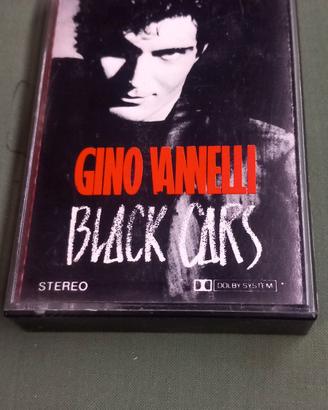 GINO VANNELLI
BLACK CARS
STEREO DOLBY SYSTEM